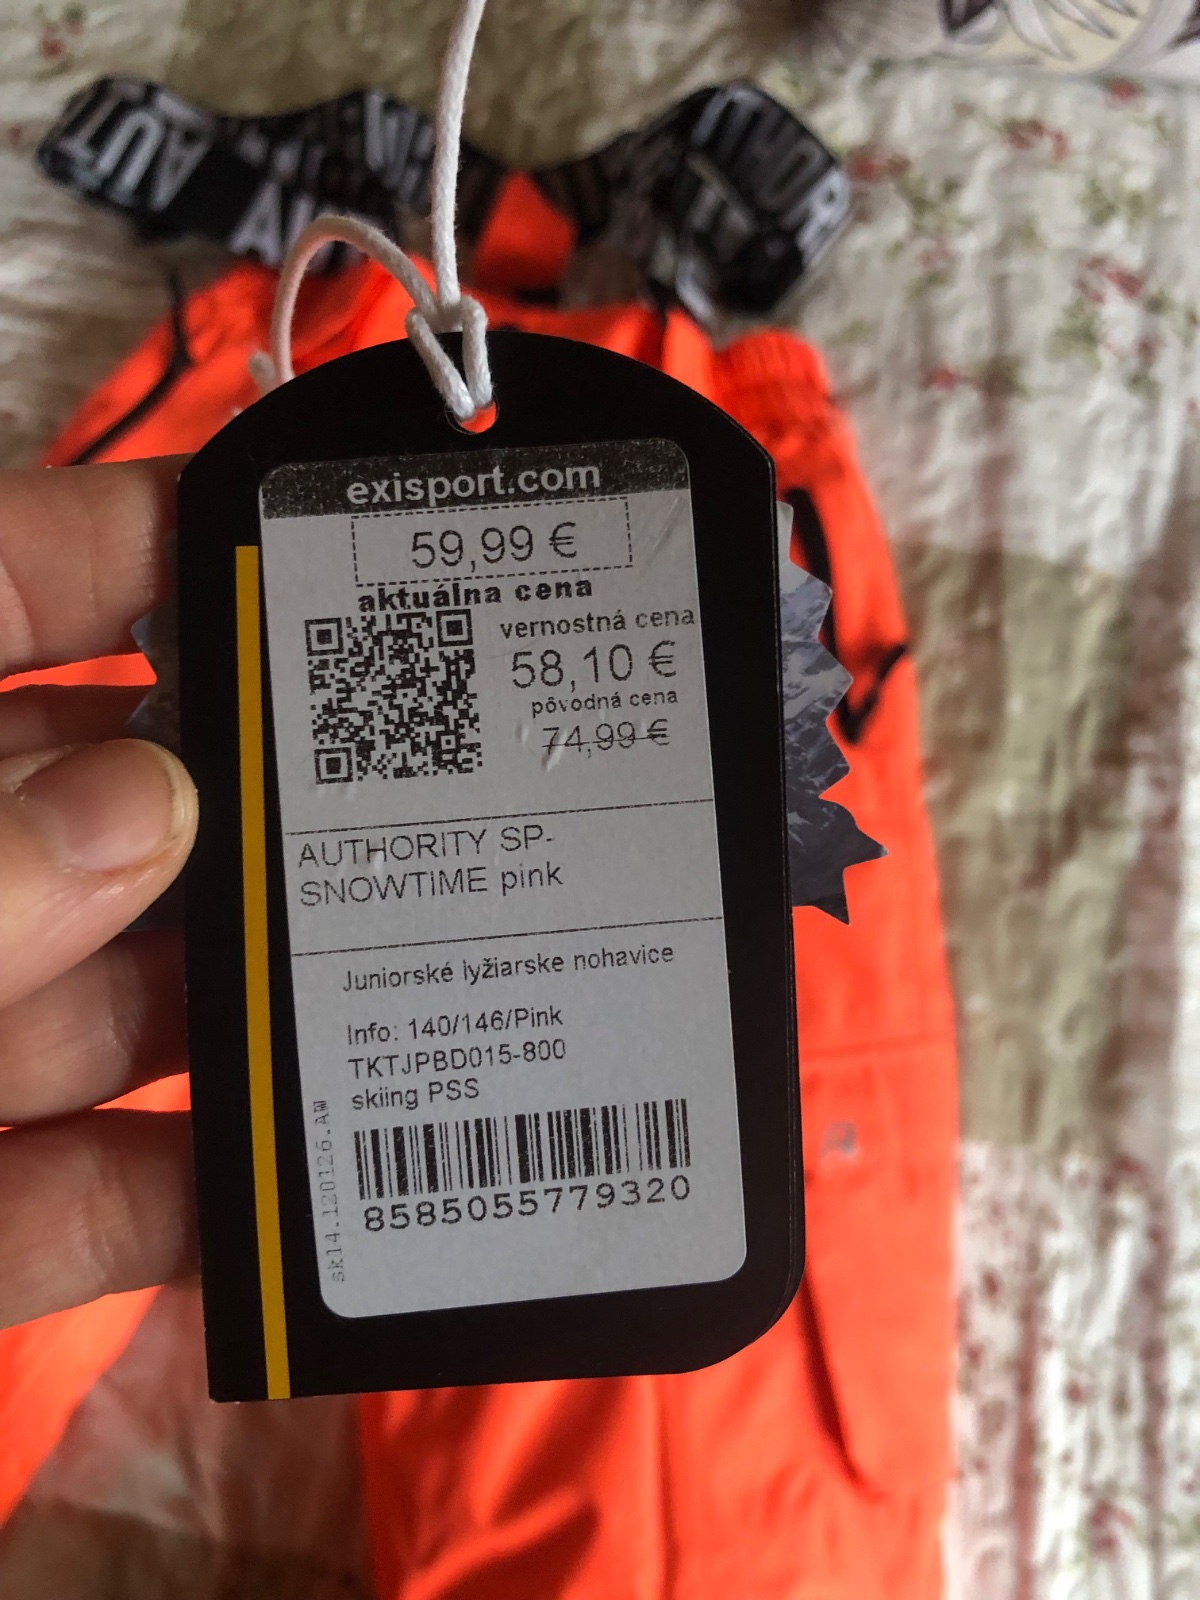 AUT
exisport.com
59,99 €
aktuálna cena
vernostná cena
58,10 €
pôvodná cena
74,99 €
AUTHORITY SP-
SNOWTIME pink
Juniorské lyžiarske nohavice
Info: 140/146/Pink
TKTJPBD015-800
skiing PSS
8585055779320
sk14.120126.AW